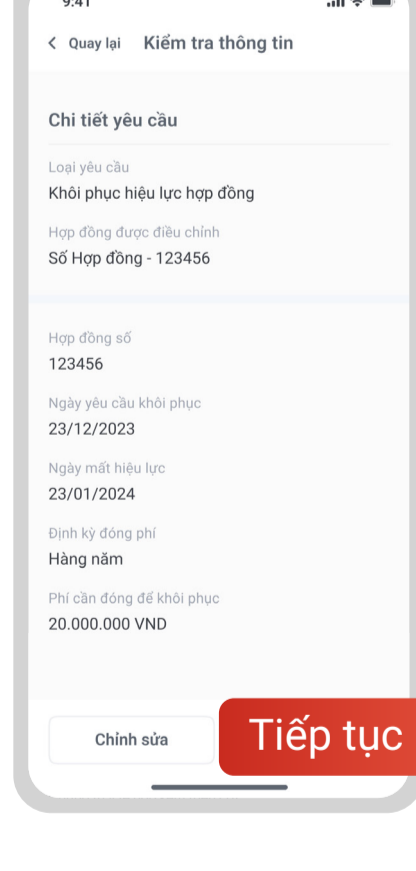 9:41
Quay lại Kiểm tra thông tin
Chi tiết yêu cầu
Loại yêu cầu
Khôi phục hiệu lực hợp đồng
Hợp đồng được điều chỉnh
Số Hợp đồng - 123456
Hợp đồng số
123456
Ngày yêu cầu khôi phục
23/12/2023
Ngày mất hiệu lực
23/01/2024
Định kỳ đóng phí
Hàng năm
Phí cần đóng để khôi phục
20.000.000 VND
Chỉnh sửa Tiếp tục